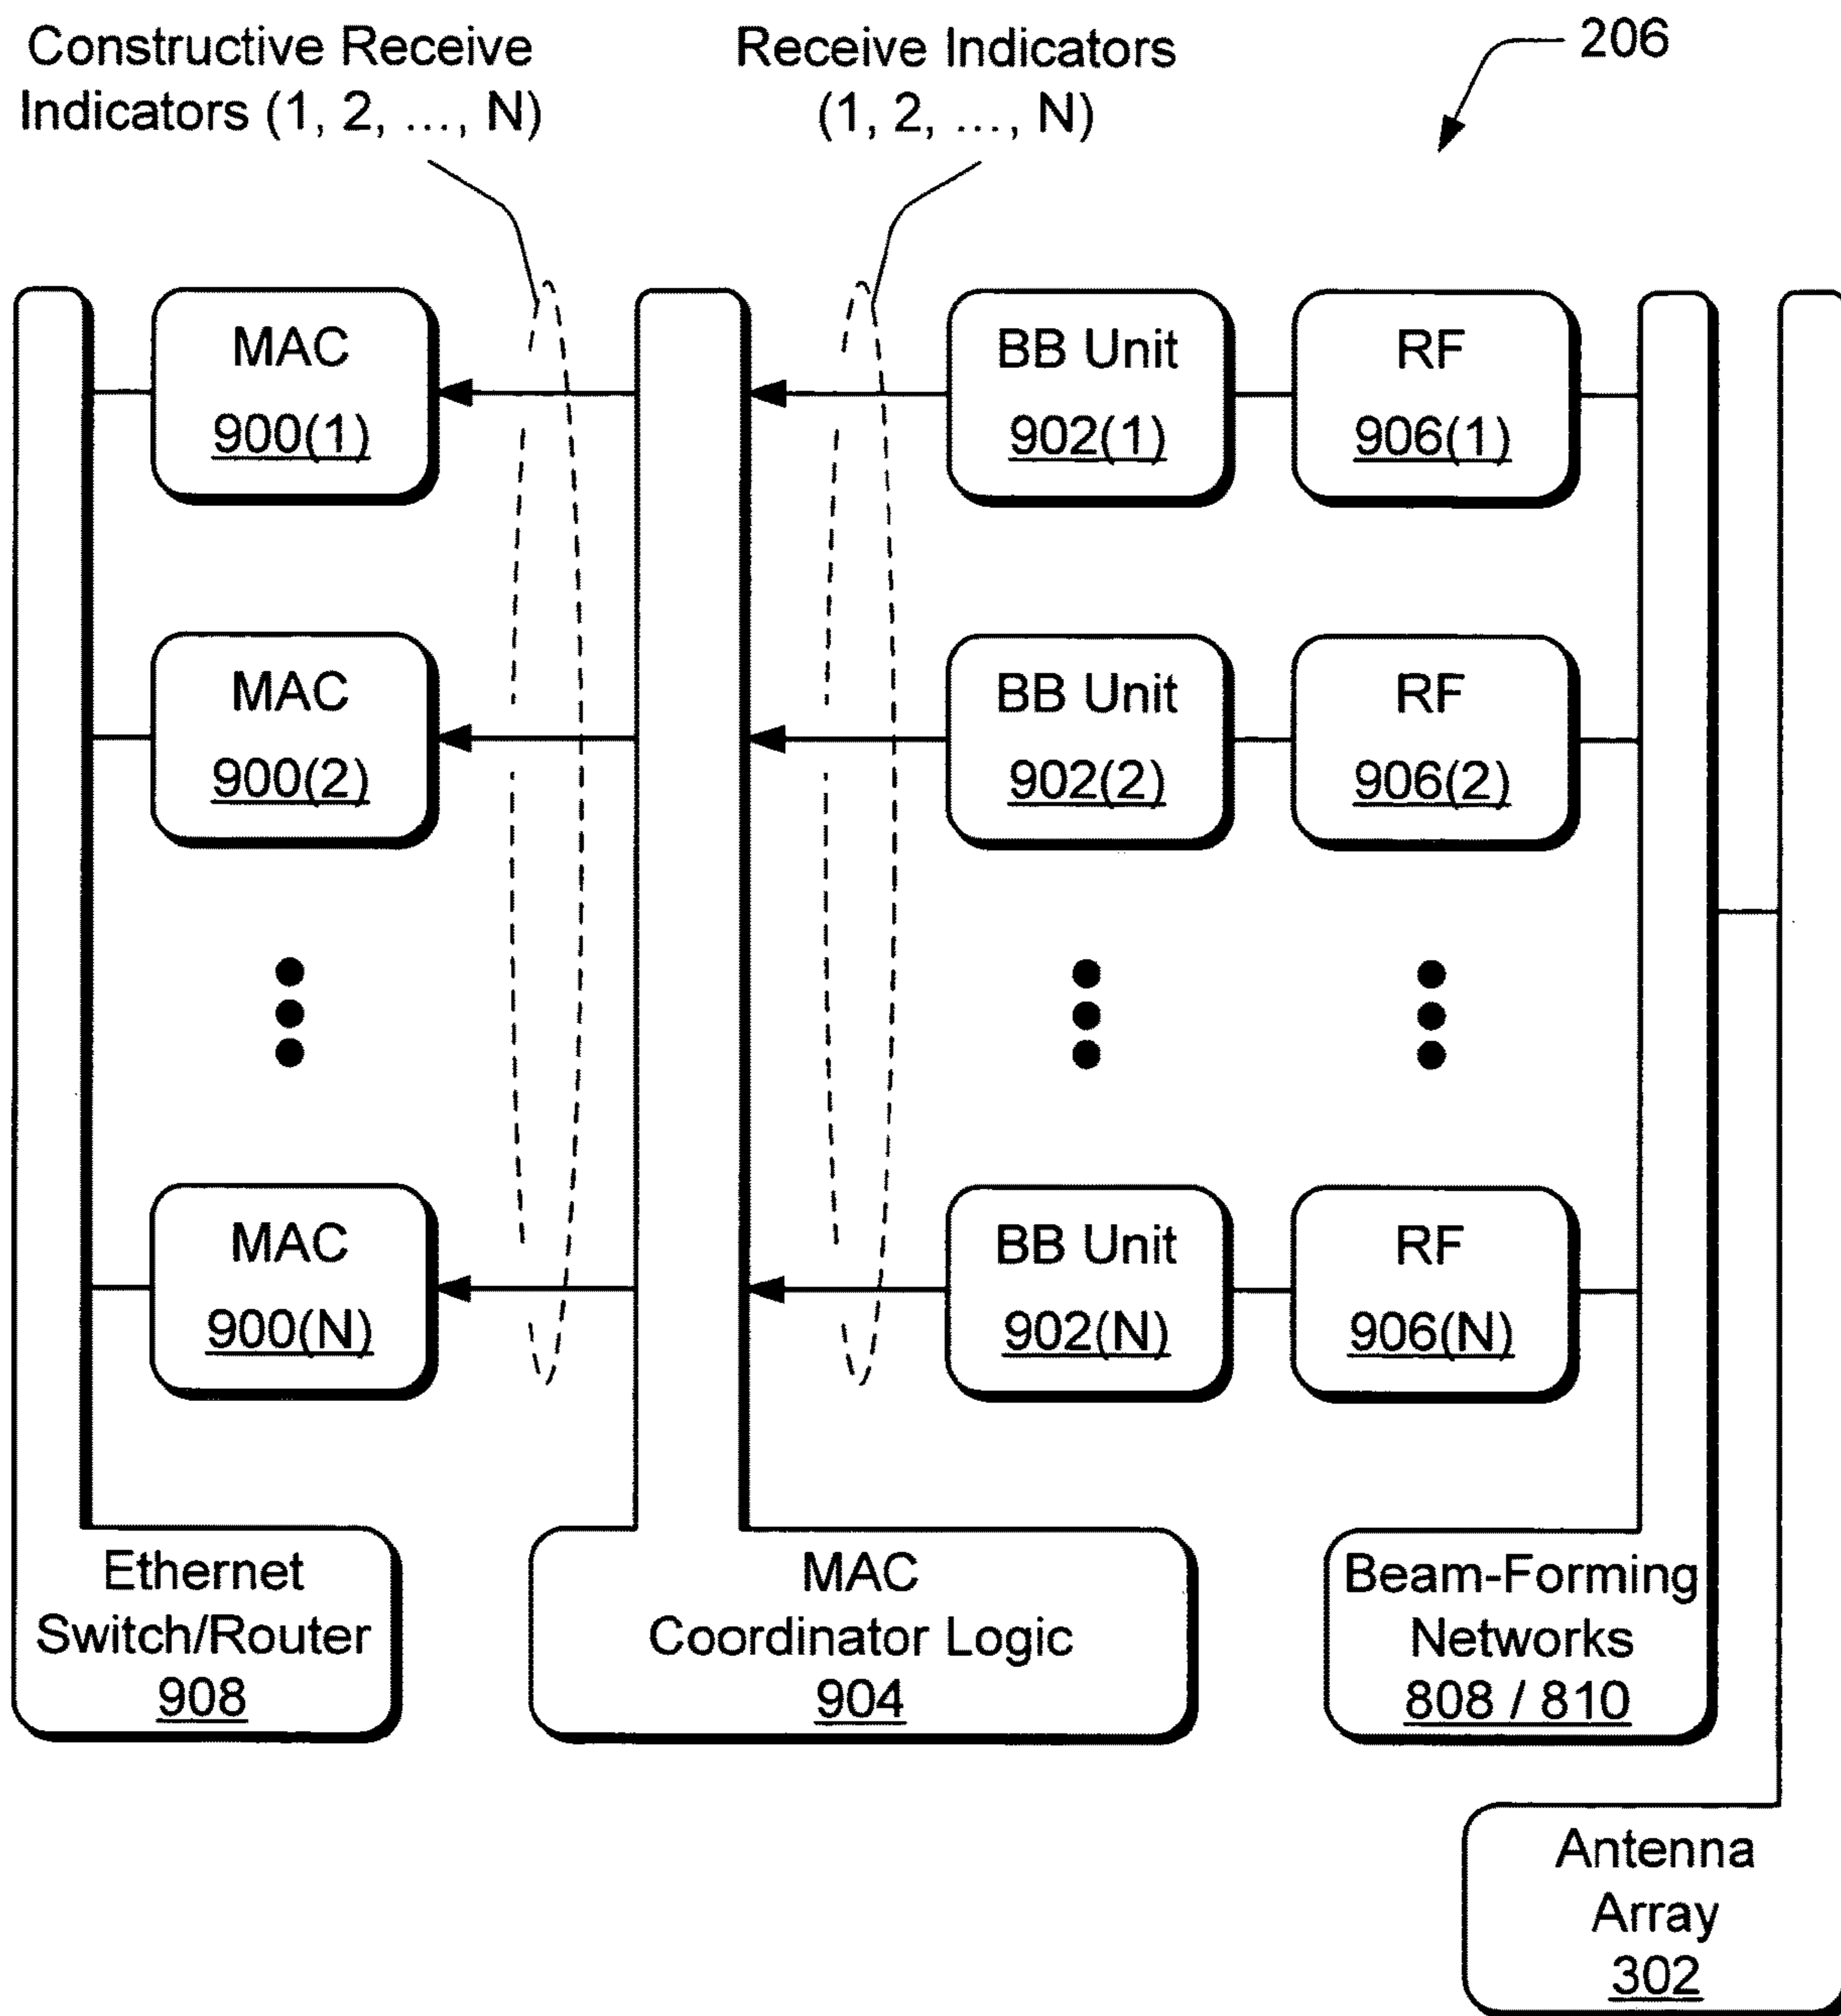 Constructive Receive
Indicators (1, 2, ..., N)
Receive Indicators
(1, 2, ..., N)
206
MAC
900(1)
BB Unit
902(1)
RF
906(1)
MAC
900(2)
BB Unit
902(2)
RF
906(2)
MAC
900(N)
BB Unit
902(N)
RF
906(N)
Ethernet
Switch/Router
908
MAC
Coordinator Logic
904
Beam-Forming
Networks
808 / 810
Antenna
Array
302